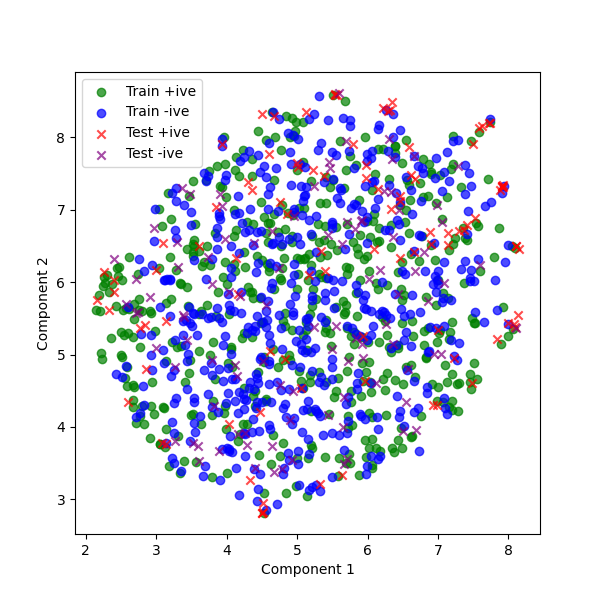 Train +ive
Train -ive
Test +ive
Test -ive
8
7
6
5
4
3
Component 2
2 3 4 5 6 7 8
Component 1